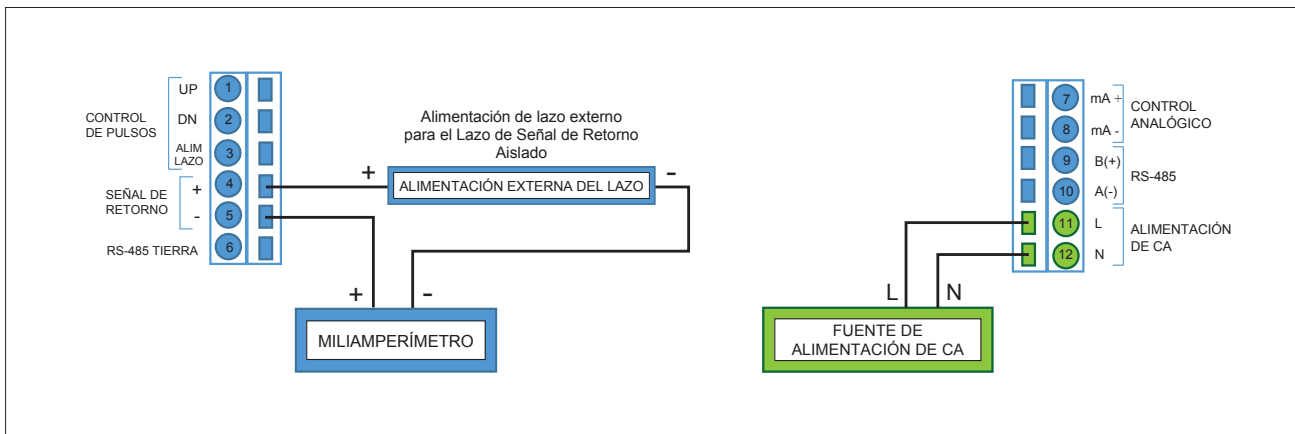 CONTROL
DE PULSOS
UP
1
DN
2
ALIM
LAZO
3
SEÑAL DE
RETORNO
+
4
-
5
RS-485 TIERRA
6
Alimentación de lazo externo
para el Lazo de Señal de Retorno
Aislado
+
-
ALIMENTACIÓN EXTERNA DEL LAZO
+
-
MILIAMPERÍMETRO
7
mA +
8
mA -
CONTROL
ANALÓGICO
9
B(+)
10
A(-)
RS-485
11
L
12
N
ALIMENTACIÓN
DE CA
L
N
FUENTE DE
ALIMENTACIÓN DE CA